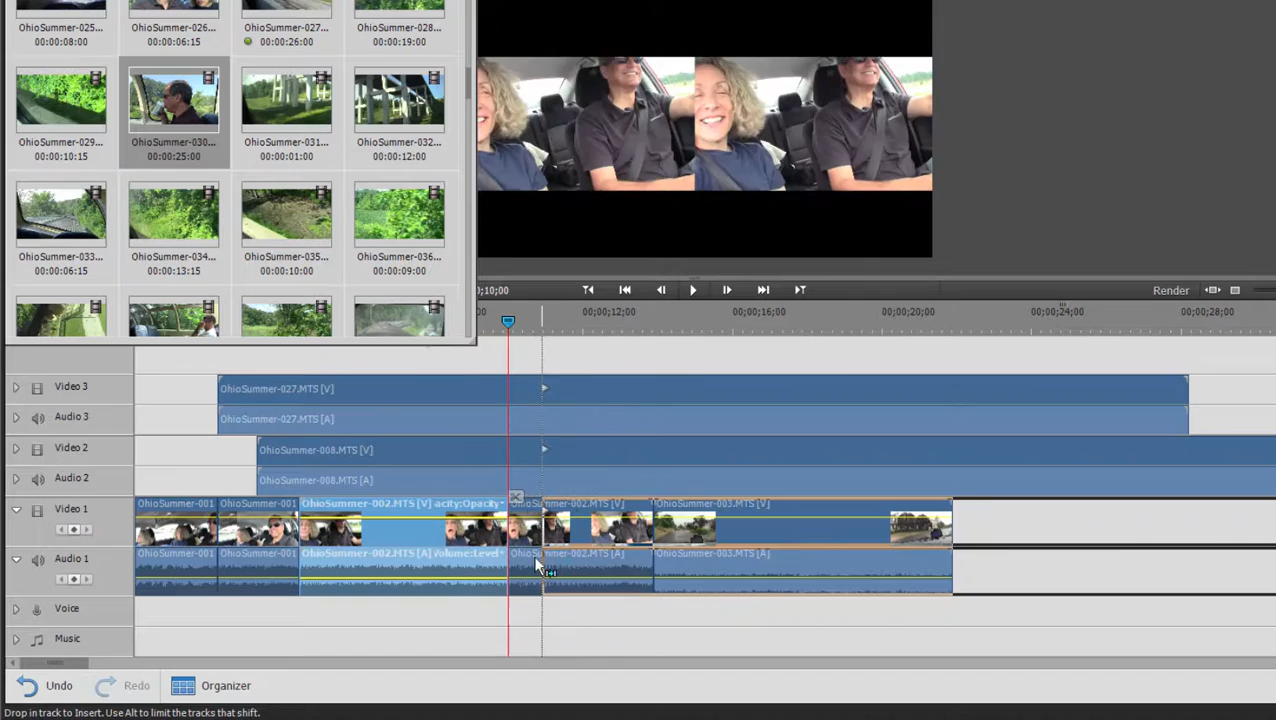 OhioSummer-025...
00:00:08:00
OhioSummer-026...
00:00:06:15
OhioSummer-027...
00:00:26:00
OhioSummer-028...
00:00:19:00
OhioSummer-029...
00:00:10:15
OhioSummer-030...
00:00:25:00
OhioSummer-031...
00:00:01:00
OhioSummer-032...
00:00:12:00
OhioSummer-033...
00:00:06:15
OhioSummer-034...
00:00:13:15
OhioSummer-035...
00:00:10:00
OhioSummer-036...
00:00:09:00
;10;00
Render
00;00;12;00
00;00;16;00
00;00;20;00
00;00;24;00
00;00;28;00
Video 3
OhioSummer-027.MTS [V]
Audio 3
OhioSummer-027.MTS [A]
Video 2
OhioSummer-008.MTS [V]
Audio 2
OhioSummer-008.MTS [A]
Video 1
OhioSummer-001
OhioSummer-001
OhioSummer-002.MTS [V] acity:Opacity
OhioSummer-002.MTS [V]
OhioSummer-003.MTS [V]
Audio 1
OhioSummer-002.MTS [A] Volume:Level
OhioSummer-002.MTS [A]
OhioSummer-003.MTS [A]
Voice
Music
Undo
Redo
Organizer
Drop in track to Insert. Use Alt to limit the tracks that shift.